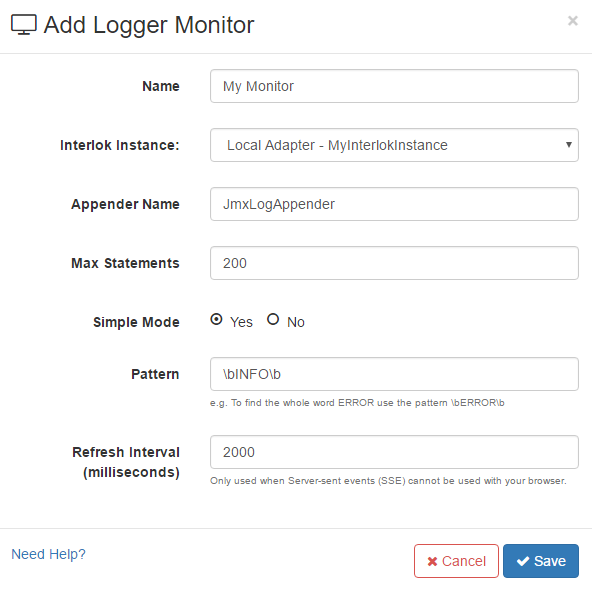 Add Logger Monitor ×
Name My Monitor
Interlok Instance: Local Adapter - MyInterlokInstance
Appender Name JmxLogAppender
Max Statements 200
Simple Mode Yes No
Pattern \bINFO\b
e.g. To find the whole word ERROR use the pattern \bERROR\b
Refresh Interval (milliseconds) 2000
Only used when Server-sent events (SSE) cannot be used with your browser.
Need Help? Cancel Save